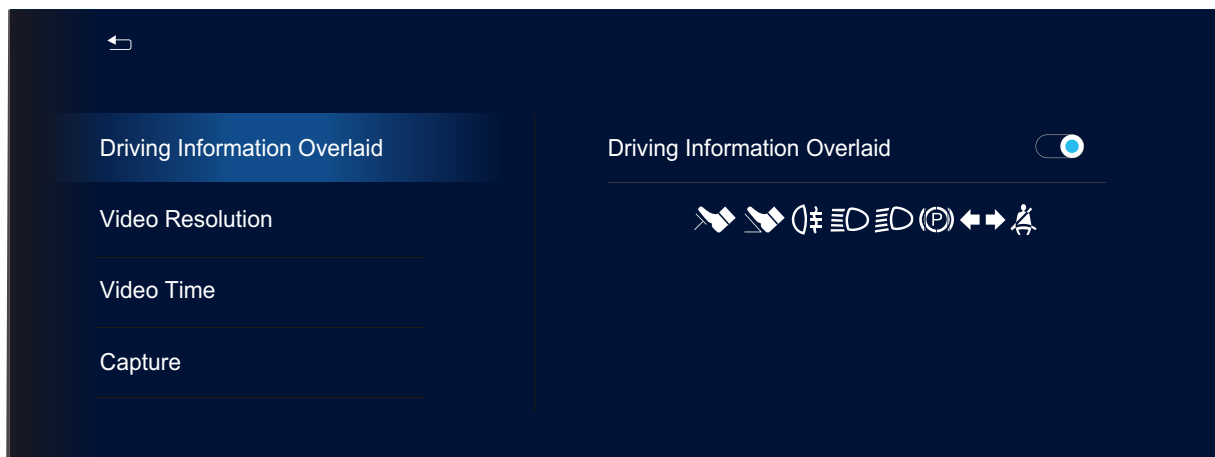 Driving Information Overlaid
Video Resolution
Video Time
Capture
Driving Information Overlaid
(P)